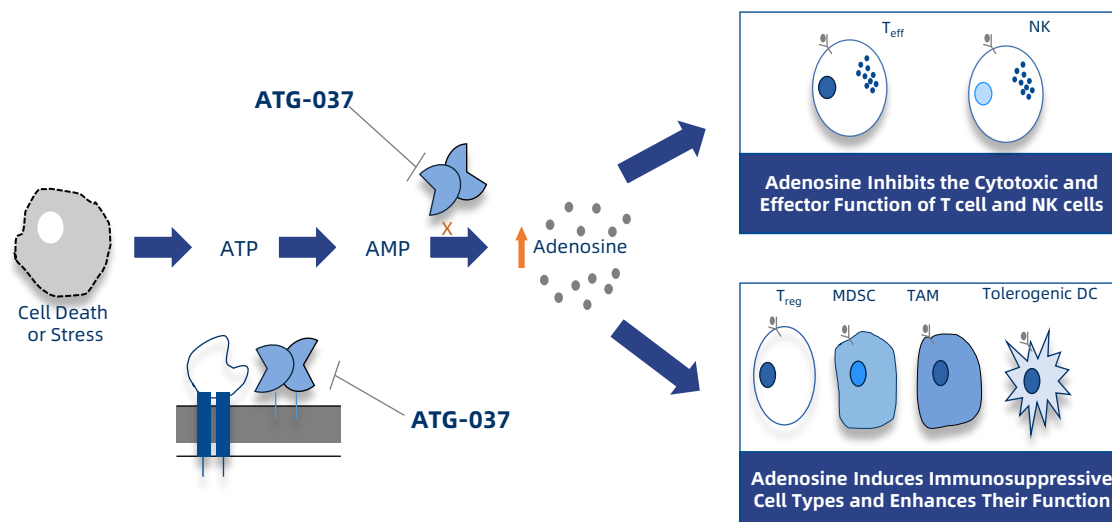 ATG-037
Cell Death
or Stress
ATP
AMP
X
Adenosine
ATG-037
Teff
NK
Adenosine Inhibits the Cytotoxic and
Effector Function of T cell and NK cells
Treg
MDSC
TAM
Tolerogenic DC
Adenosine Induces Immunosuppressive
Cell Types and Enhances Their Function